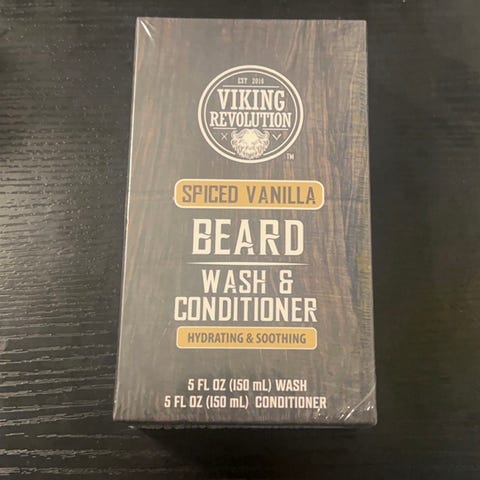 EST 2016
VIKING
REVOLUTION
X V
TM
SPICED VANILLA
BEARD
WASH &
CONDITIONER
HYDRATING & SOOTHING
5 FL OZ (150 mL) WASH
5 FL OZ (150 mL) CONDITIONER